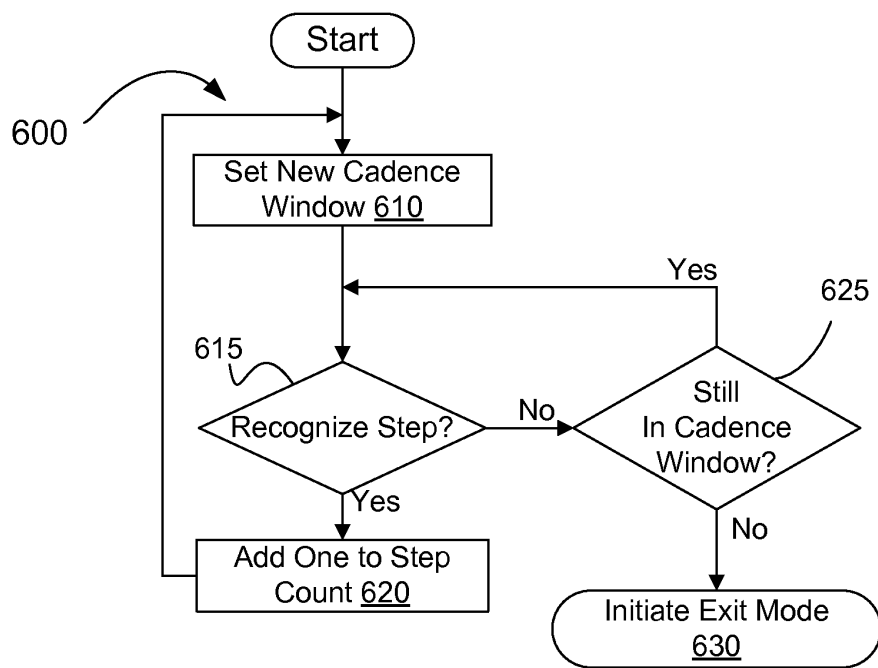 Start
600
Set New Cadence
Window 610
Yes
625
615
Still
In Cadence
Window?
Recognize Step?
No
Yes
No
Add One to Step
Count 620
Initiate Exit Mode
630